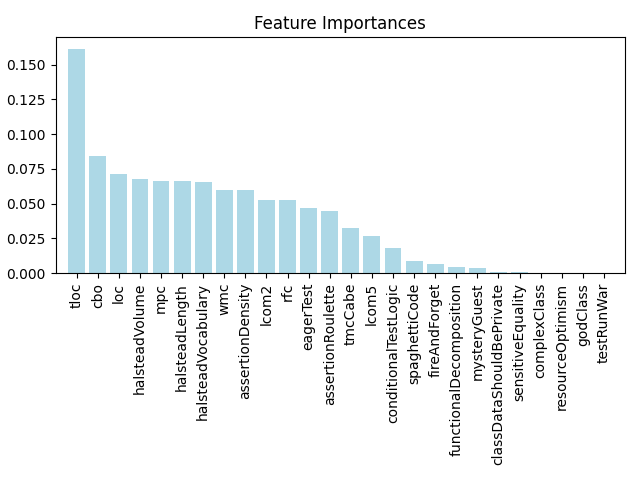 Feature Importances
0.150
0.125
0.100
0.075
0.050
0.025
0.000
tloc
cbo
loc
halsteadVolume
mpc
halsteadLength
halsteadVocabulary
wmc
assertionDensity
lcom2
rfc
eagerTest
assertionRoulette
tmcCabe
lcom5
conditionalTestLogic
spaghettiCode
fireAndForget
functionalDecomposition
mysteryGuest
classDataShouldBePrivate
sensitiveEquality
complexClass
resourceOptimism
godClass
testRunWar